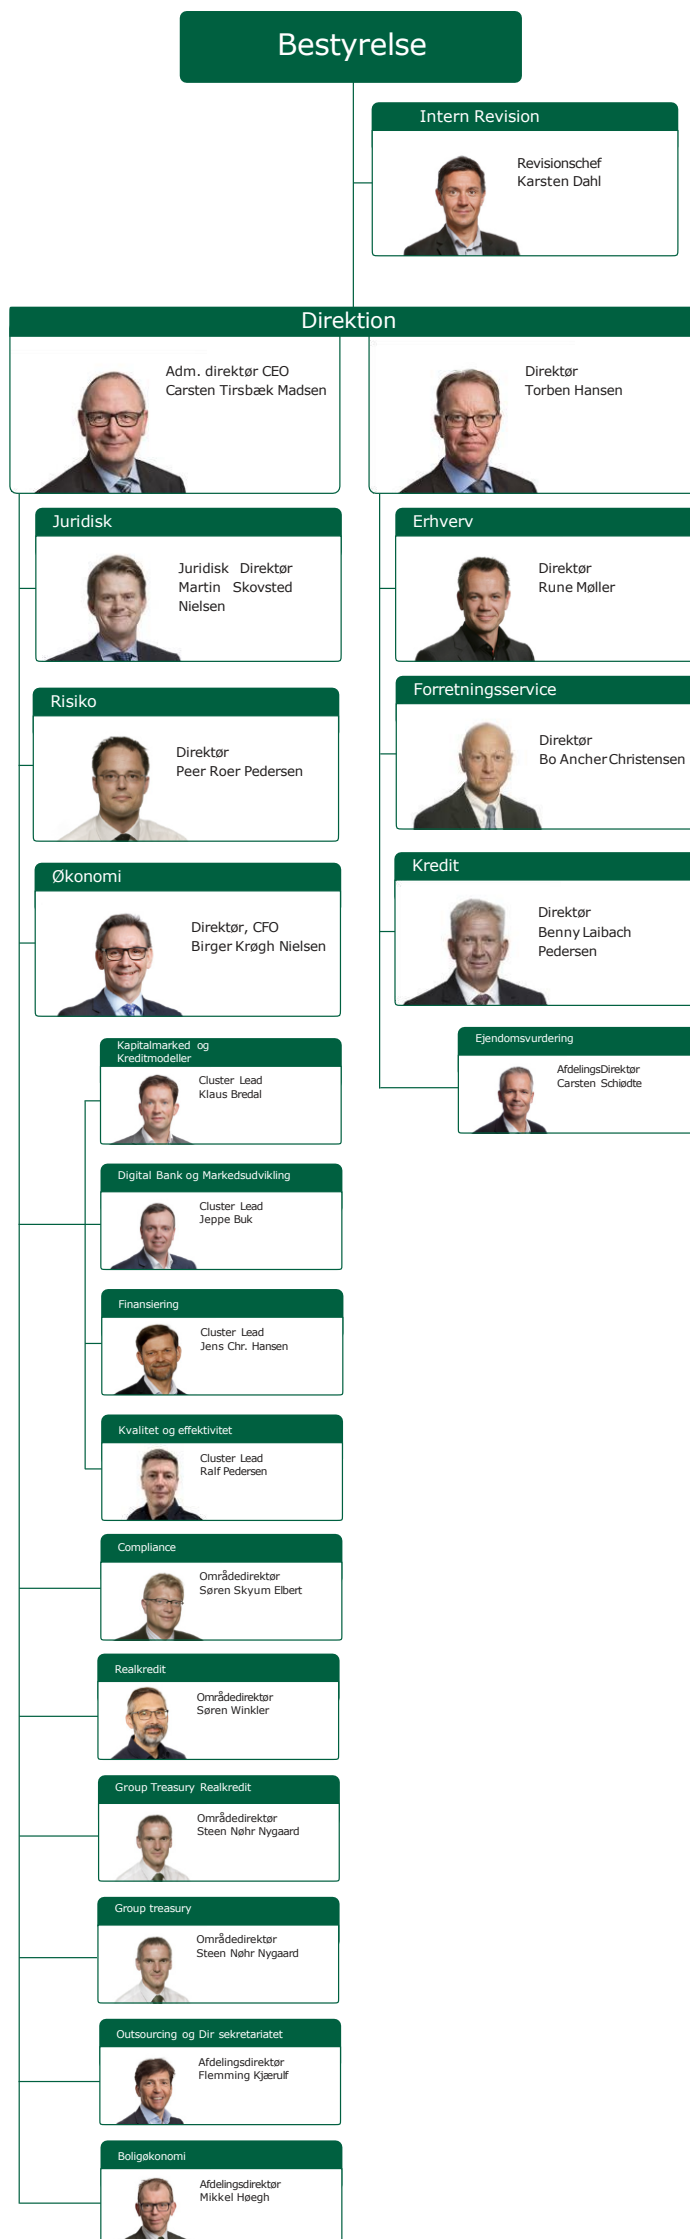 Bestyrelse
Intern Revision
Revisionschef
Karsten Dahl
Direktion
Adm. direktør CEO
Carsten Tirsbæk Madsen
Direktør
Torben Hansen
Juridisk
Juridisk Direktør
Martin Skovsted
Nielsen
Risiko
Direktør
Peer Roer Pedersen
Økonomi
Direktør, CFO
Birger Krøgh Nielsen
Kapitalmarked og
Kreditmodeller
Cluster Lead
Klaus Bredal
Digital Bank og Markedsudvikling
Cluster Lead
Jeppe Buk
Finansiering
Cluster Lead
Jens Chr. Hansen
Kvalitet og effektivitet
Cluster Lead
Ralf Pedersen
Compliance
Områdedirektør
Søren Skyum Elbert
Realkredit
Områdedirektør
Søren Winkler
Group Treasury Realkredit
Områdedirektør
Steen Nøhr Nygaard
Group treasury
Områdedirektør
Steen Nøhr Nygaard
Outsourcing og Dir sekretariatet
Afdelingsdirektør
Flemming Kjærulf
Boligøkonomi
Afdelingsdirektør
Mikkel Høegh
Erhverv
Direktør
Rune Møller
Forretningsservice
Direktør
Bo Ancher Christensen
Kredit
Direktør
Benny Laibach
Pedersen
Ejendomsvurdering
AfdelingsDirektør
Carsten Schiødte